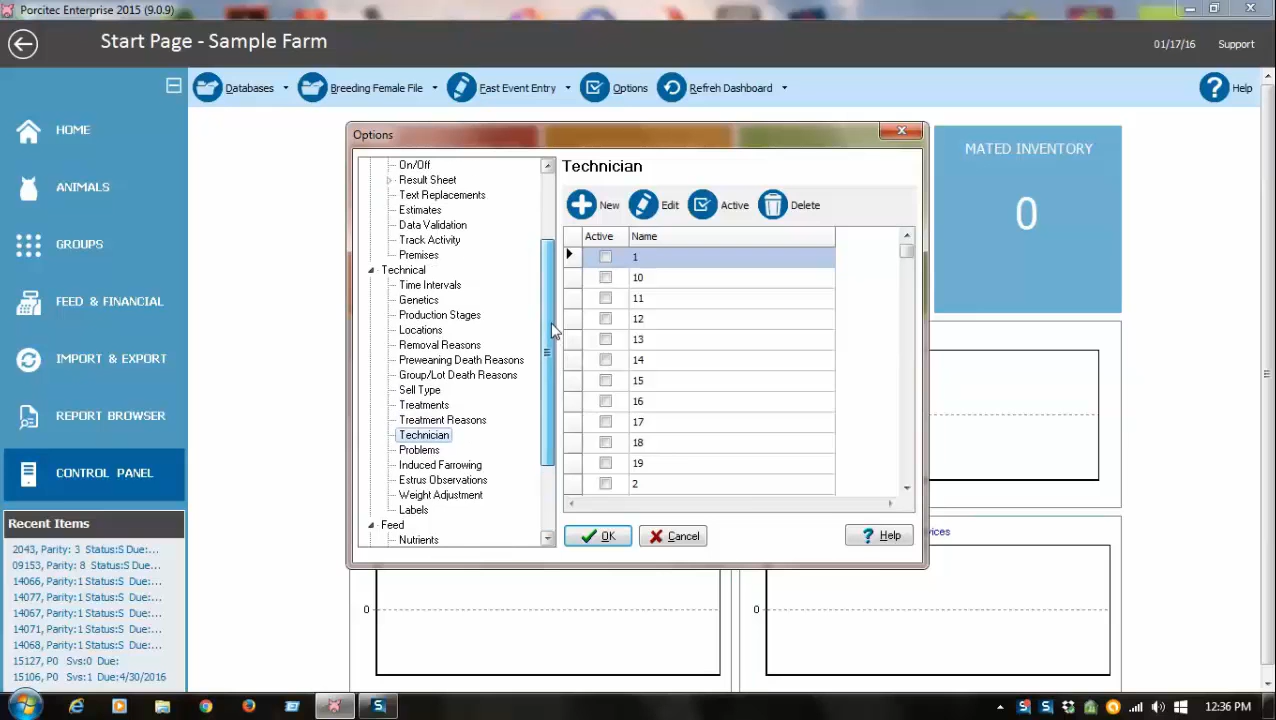 Porcitec Enterprise 2015 (9.0.9)
Start Page - Sample Farm
01/17/16
Support
Databases
Breeding Female File
Fast Event Entry
Options
Refreh Dashboard
Help
HOME
ANIMALS
GROUPS
FEED & FINANCIAL
IMPORT & EXPORT
REPORT BROWSER
CONTROL PANEL
Recent Items
2043, Parity: 3 Status:S Due:...
09153, Parity: 8 Status:S Due...
14066, Parity:1 Status:S Due:...
14077, Parity:1 Status:S Due:...
14067, Parity:1 Status:S Due:...
14071, Parity:1 Status:S Due:...
14068, Parity:1 Status:S Due:...
15127, P0 Svs:0 Due:
15106, P0 Svs:1 Due:4/30/2016
Options
On/Off
Result Sheet
Text Replacements
Estimates
Data Validation
Track Activity
Premises
Technical
Time Intervals
Genetics
Production Stages
Locations
Removal Reasons
Preweaning Death Reasons
Group/Lot Death Reasons
Sell Type
Treatments
Treatment Reasons
Technician
Problems
Induced Farrowing
Estrus Observations
Weight Adjustment
Labels
Feed
Nutrients
Technician
New
Edit
Active
Delete
Active Name
1
10
11
12
13
14
15
16
17
18
19
2
OK
Cancel
Help
MATED INVENTORY
0
vices
0
0
12:36 PM